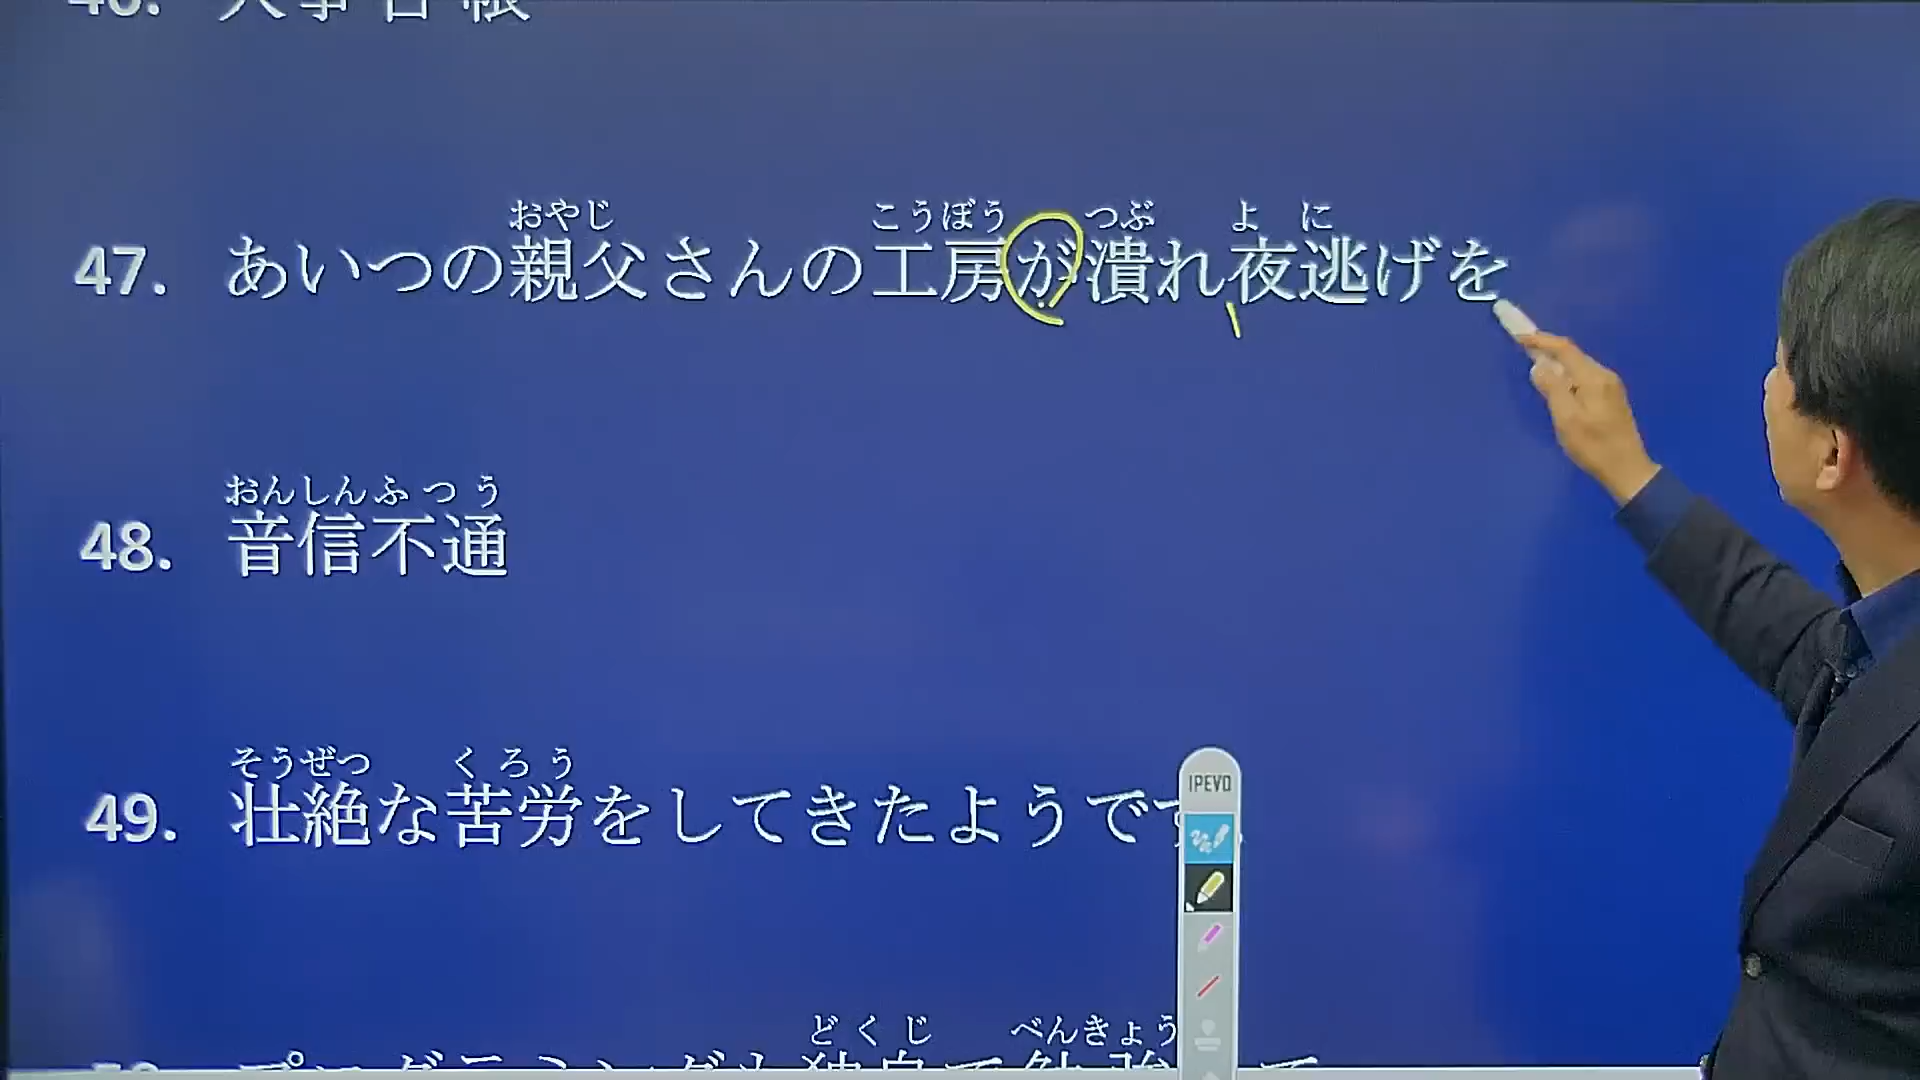 47. あいつの親父さんの工房が潰れ夜逃げを
おやじ こうぼう つぶ よ に
48. 音信不通
おんしんふつう
49. 壮絶な苦労をしてきたようで
そうぜつ くろう
IPEVO
どくじ べんきょう